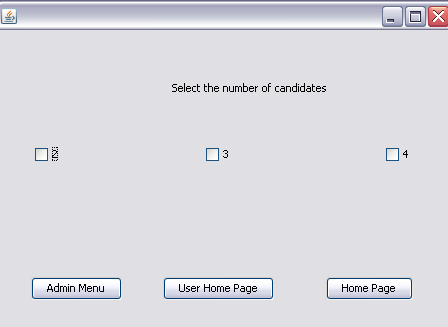 Select the number of candidates
3
4
Admin Menu
User Home Page
Home Page